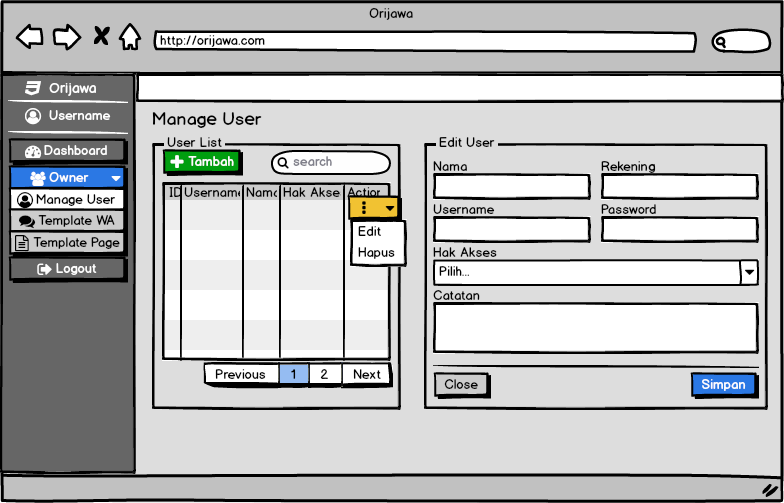 Orijawa
http://orijawa.com
Orijawa
Username
Dashboard
Owner
Manage User
Template WA
Template Page
Logout
Manage User
User List
Tambah
search
ID Username Nama Hak Akse Action
Edit
Hapus
Previous 1 2 Next
Edit User
Nama Rekening
Username Password
Hak Akses
Pilih...
Catatan
Close Simpan